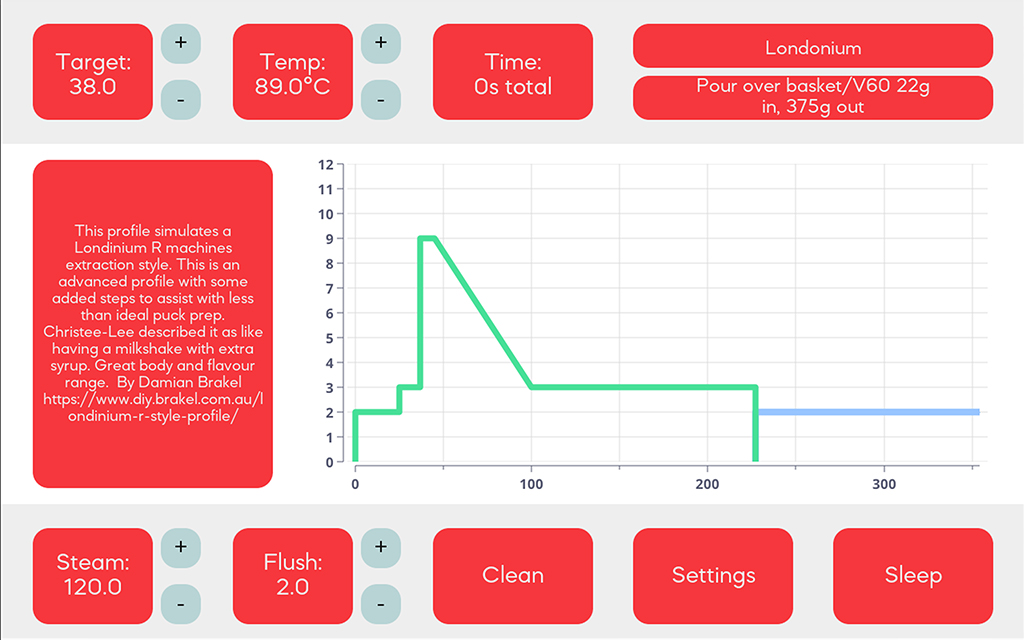 Target:
38.0
+
-
Temp:
89.0°C
+
-
Time:
0s total
Londonium
Pour over basket/V60 22g
in, 375g out
This profile simulates a
Londinium R machines
extraction style. This is an
advanced profile with some
added steps to assist with less
than ideal puck prep.
Christee-Lee described it as like
having a milkshake with extra
syrup. Great body and flavour
range.  By Damian Brakel
https://www.diy.brakel.com.au/l
ondinium-r-style-profile/
12
11
10
9
8
7
6
5
4
3
2
1
0
0
100
200
300
Steam:
120.0
+
-
Flush:
2.0
+
-
Clean
Settings
Sleep